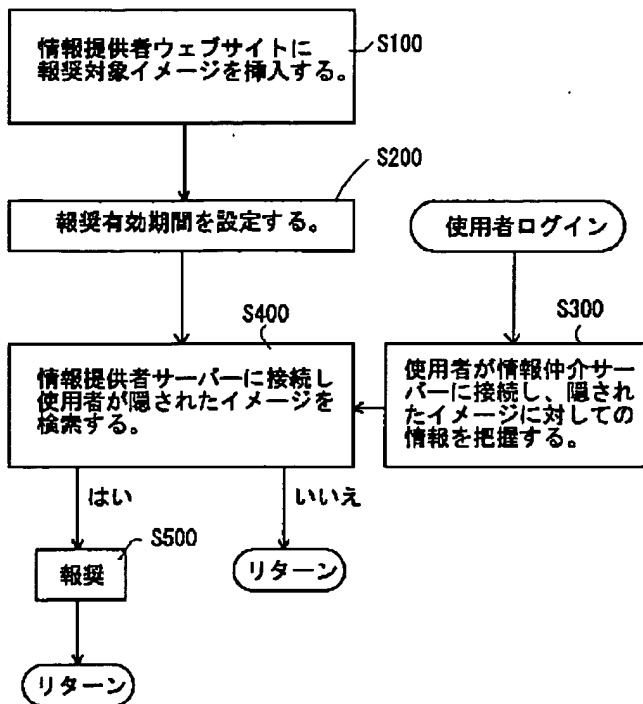 情報提供者ウェブサイトに
報奨対象イメージを挿入する。
S100
S200
報奨有効期間を設定する。
使用者ログイン
S400
S300
情報提供者サーバーに接続し
使用者が隠されたイメージを
検索する。
使用者が情報仲介サー
バーに接続し、隠され
たイメージに対しての
情報を把握する。
はい
いいえ
S500
報奨
リターン
リターン